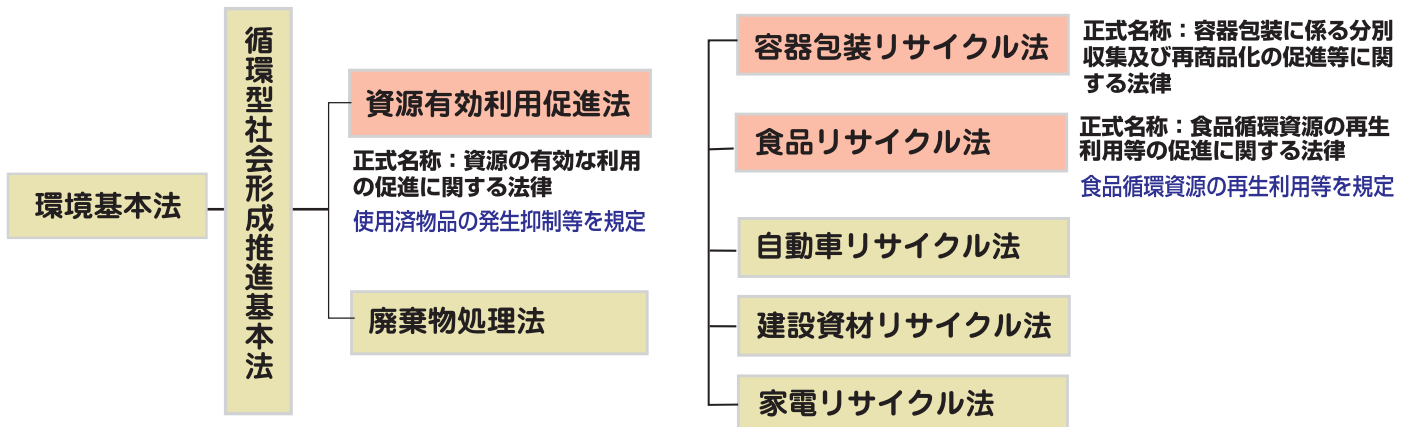 環境基本法
循環型社会形成推進基本法
資源有効利用促進法
正式名称：資源の有効な利用
の促進に関する法律
使用済物品の発生抑制等を規定
廃棄物処理法
容器包装リサイクル法
正式名称：容器包装に係る分別
収集及び再商品化の促進等に関
する法律
食品リサイクル法
正式名称：食品循環資源の再生
利用等の促進に関する法律
食品循環資源の再生利用等を規定
自動車リサイクル法
建設資材リサイクル法
家電リサイクル法